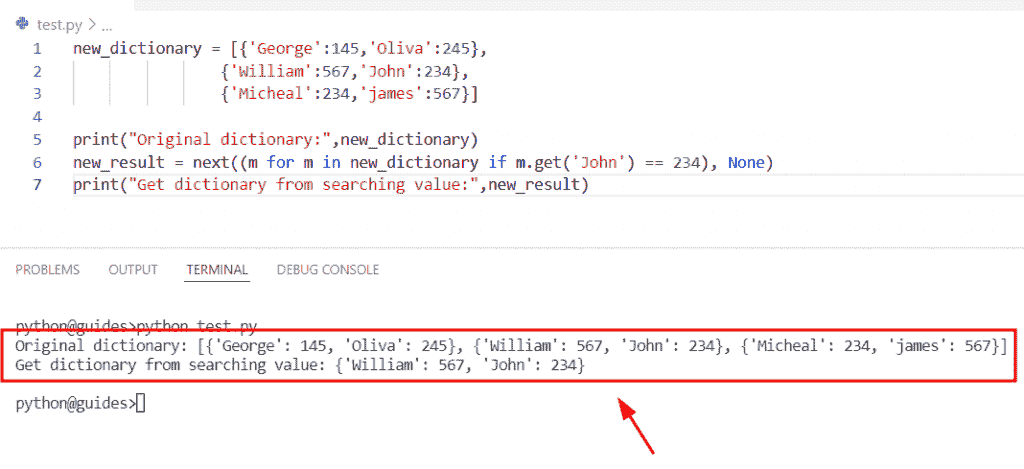 test.py > ...
1 new_dictionary = [{'George':145,'Oliva':245},
2 {'William':567,'John':234},
3 {'Micheal':234,'james':567}]
4
5 print("Original dictionary:",new_dictionary)
6 new_result = next((m for m in new_dictionary if m.get('John') == 234), None)
7 print("Get dictionary from searching value:",new_result)
PROBLEMS OUTPUT TERMINAL DEBUG CONSOLE
python@guides>python test.py
Original dictionary: [{'George': 145, 'Oliva': 245}, {'William': 567, 'John': 234}, {'Micheal': 234, 'james': 567}]
Get dictionary from searching value: {'William': 567, 'John': 234}
python@guides>